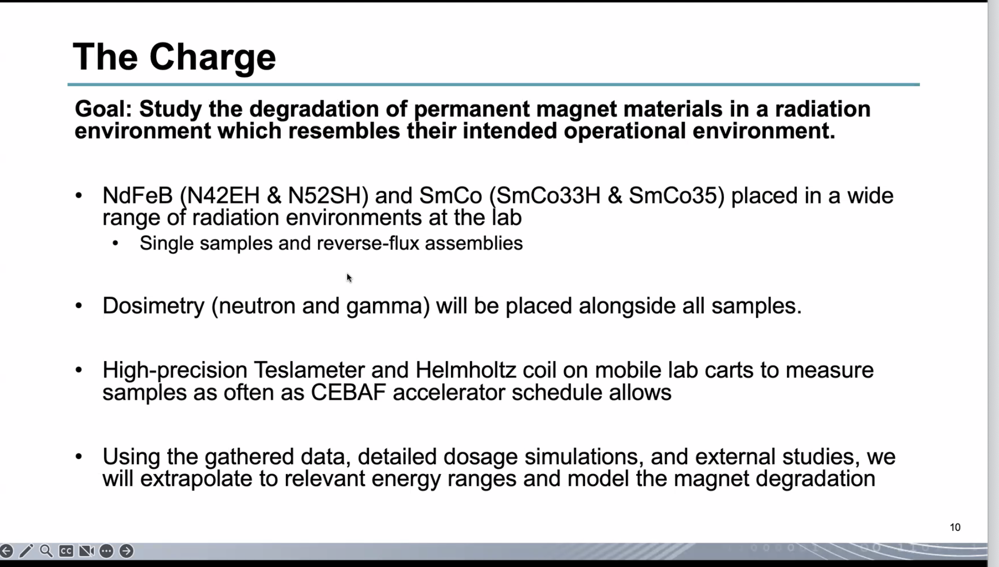 The Charge
Goal: Study the degradation of permanent magnet materials in a radiation
environment which resembles their intended operational environment.
• NdFeB (N42EH & N52SH) and SmCo (SmCo33H & SmCo35) placed in a wide
range of radiation environments at the lab
• Single samples and reverse-flux assemblies
• Dosimetry (neutron and gamma) will be placed alongside all samples.
• High-precision Teslameter and Helmholtz coil on mobile lab carts to measure
samples as often as CEBAF accelerator schedule allows
• Using the gathered data, detailed dosage simulations, and external studies, we
will extrapolate to relevant energy ranges and model the magnet degradation
10
CC